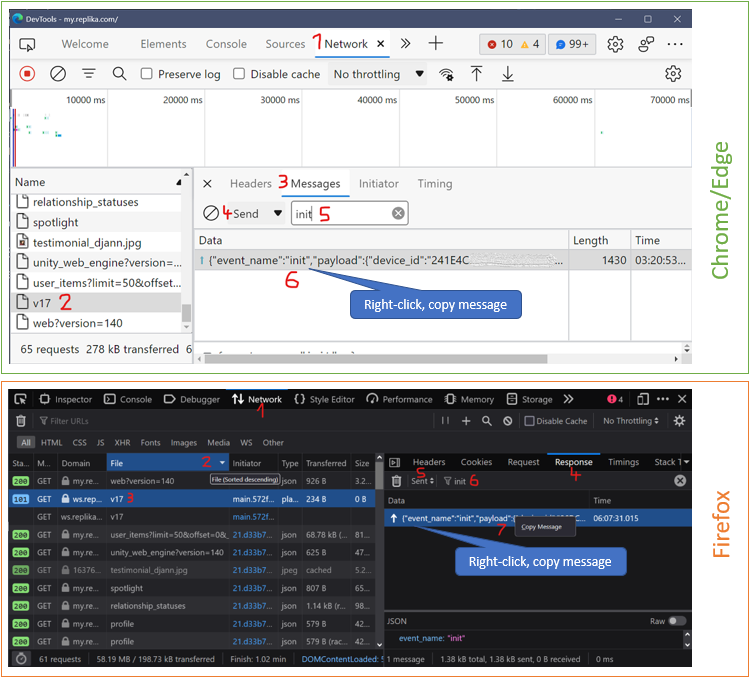 DevTools - my.replika.com/
1
Welcome Elements Console Sources Network 10 4 99+
Preserve log Disable cache No throttling
10000 ms 20000 ms 30000 ms 40000 ms 50000 ms 60000 ms 70000 ms
Name
relationship_statuses
spotlight
testimonial_djann.jpg
unity_web_engine?version=...
user_items?limit=50&offset...
v17 2
web?version=140
65 requests 278 kB transferred 6
Headers 3 Messages Initiator Timing
4 Send init 5
Data Length Time
{"event_name":"init","payload":{"device_id":"241E4C ... 1430 03:20:53...
6
Right-click, copy message
Chrome/Edge
Inspector Console Debugger Network Style Editor Performance Memory Storage 4
1
Filter URLs Disable Cache No Throttling
All HTML CSS JS XHR Fonts Images Media WS Other
Sta... M... Domain File 2 Initiator Type Transferred Size
File (Sorted descending)
200 GET my.re... web?version=140 json 926 B 3.2...
101 GET ws.rep... v17 3 main.572f... pla... 234 B 0 B
GET ws.replika... v17 main.572f...
200 GET my.re... user_items?limit=50&offset=0&... 21.d33b7... json 68.78 kB (... 81...
200 GET my.re... unity_web_engine?version=140 21.d33b7... json 625 B 47...
200 GET 16376... testimonial_djann.jpg 21.d33b7... jpeg cached 5.2...
200 GET my.re... spotlight 21.d33b7... json 807 B 65...
200 GET my.re... relationship_statuses 21.d33b7... json 1.14 kB (r... 98...
200 GET my.re... profile 21.d33b7... json 579 B 42...
200 GET my.re... profile 21.d33b7... json 579 B (rac... 42...
61 requests 58.19 MB / 198.73 kB transferred Finish: 1.02 min DOMContentLoaded:
Headers Cookies Request Response Timings Stack T
4
5
Sent init 6
Data Time
{"event_name":"init","payload": 06:07:31.015
7 Copy Message
Right-click, copy message
JSON Raw
event_name: "init"
1 message 1.38 kB total, 1.38 kB sent, 0 B received 0 ms
Firefox